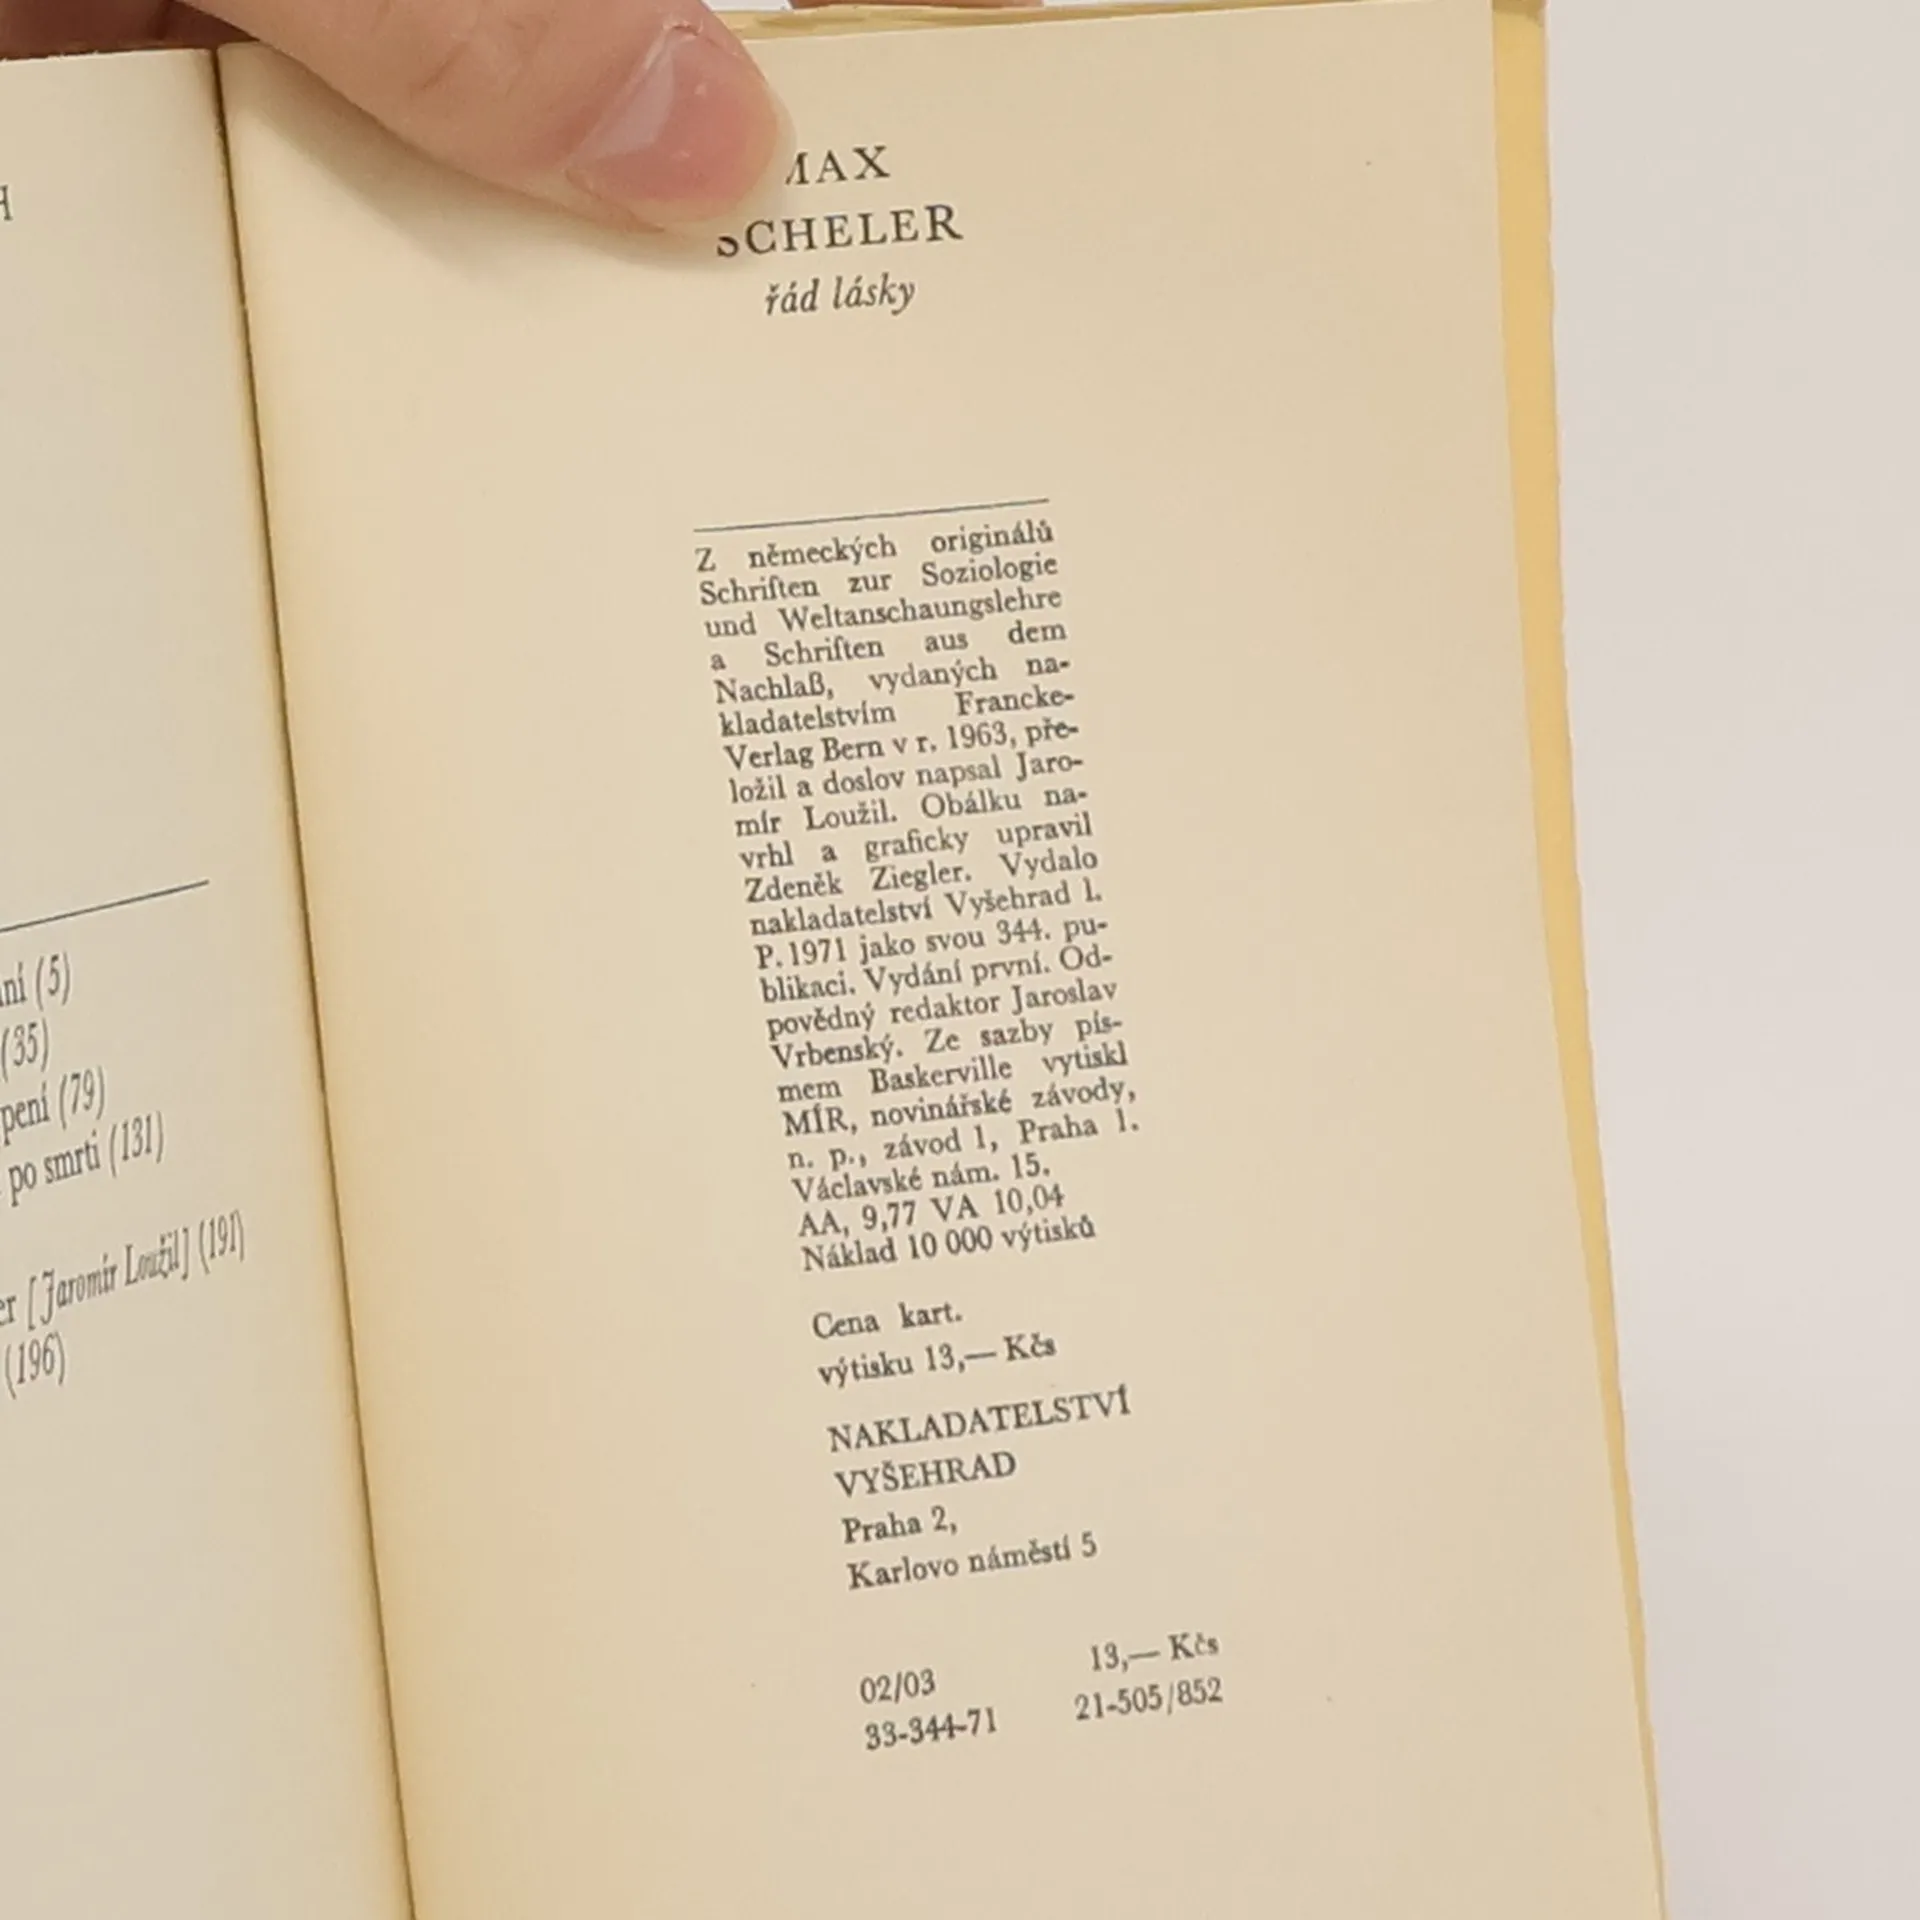 H
ní (5)
(35)
pení (79)
po smrti (131)
er [Jaromír Loužil] (191)
(196)
MAX
SCHELER
řád lásky
Z německých originálů
Schriften zur Soziologie
und Weltanschaungslehre
a Schriften aus dem
Nachlaß, vydaných na-
kladatelstvím Francke-
Verlag Bern v r. 1963, pře-
ložil a doslov napsal Jaro-
mír Loužil. Obálku na-
vrhl a graficky upravil
Zdeněk Ziegler. Vydalo
nakladatelství Vyšehrad l.
P. 1971 jako svou 344. pu-
blikaci. Vydání první. Od-
povědný redaktor Jaroslav
Vrbenský. Ze sazby pís-
mem Baskerville vytiskl
MÍR, novinářské závody,
n. p., závod 1, Praha 1.
Václavské nám. 15.
AA, 9,77 VA 10,04
Náklad 10 000 výtisků
Cena kart.
výtisku 13,— Kčs
NAKLADATELSTVÍ
VYŠEHRAD
Praha 2,
Karlovo náměstí 5
02/03 13,— Kčs
33-344-71 21-505/852